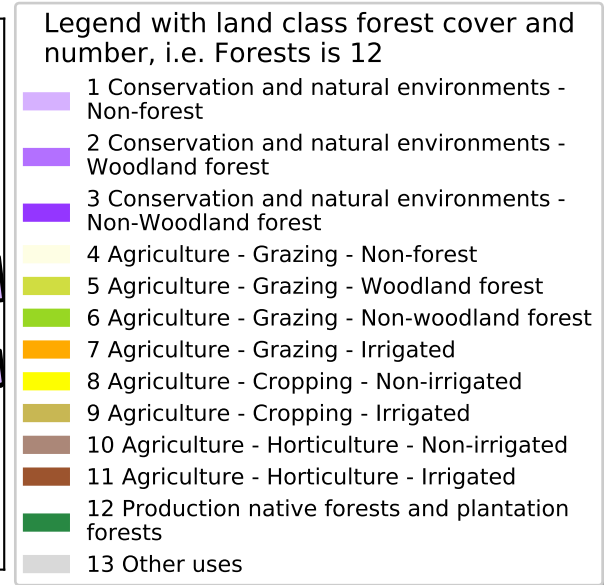 Legend with land class forest cover and
number, i.e. Forests is 12
1 Conservation and natural environments -
Non-forest
2 Conservation and natural environments -
Woodland forest
3 Conservation and natural environments -
Non-Woodland forest
4 Agriculture - Grazing - Non-forest
5 Agriculture - Grazing - Woodland forest
6 Agriculture - Grazing - Non-woodland forest
7 Agriculture - Grazing - Irrigated
8 Agriculture - Cropping - Non-irrigated
9 Agriculture - Cropping - Irrigated
10 Agriculture - Horticulture - Non-irrigated
11 Agriculture - Horticulture - Irrigated
12 Production native forests and plantation
forests
13 Other uses